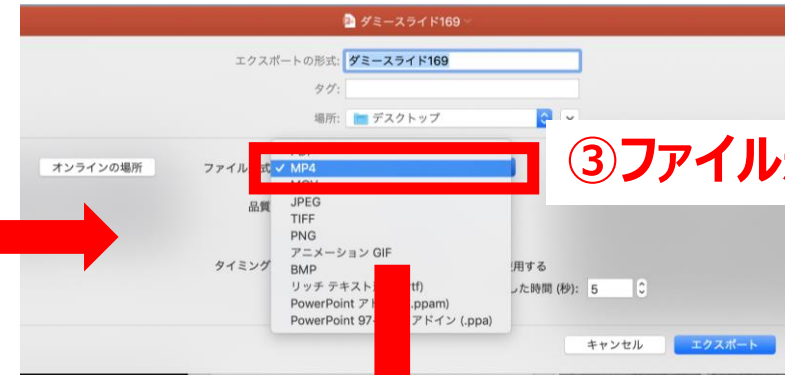 ダミースライド169
エクスポートの形式: ダミースライド169
タグ:
場所: デスクトップ
③ファイル
オンラインの場所
ファイル
MP4
品質
JPEG
TIFF
PNG
アニメーション GIF
タイミング
BMP
用する
リッチ テキスト
tf)
した時間 (秒): 5
PowerPoint ア
.ppam)
PowerPoint 97-
アドイン (.ppa)
キャンセル
エクスポート